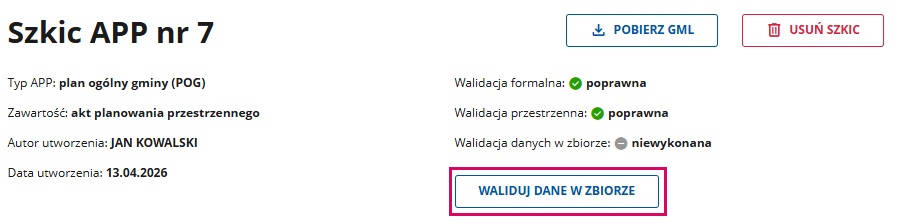 Szkic APP nr 7
POBIERZ GML
USUŃ SZKIC
Typ APP: plan ogólny gminy (POG)
Zawartość: akt planowania przestrzennego
Autor utworzenia: JAN KOWALSKI
Data utworzenia: 13.04.2026
Walidacja formalna: poprawna
Walidacja przestrzenna: poprawna
Walidacja danych w zbiorze: niewykonana
WALIDUJ DANE W ZBIORZE